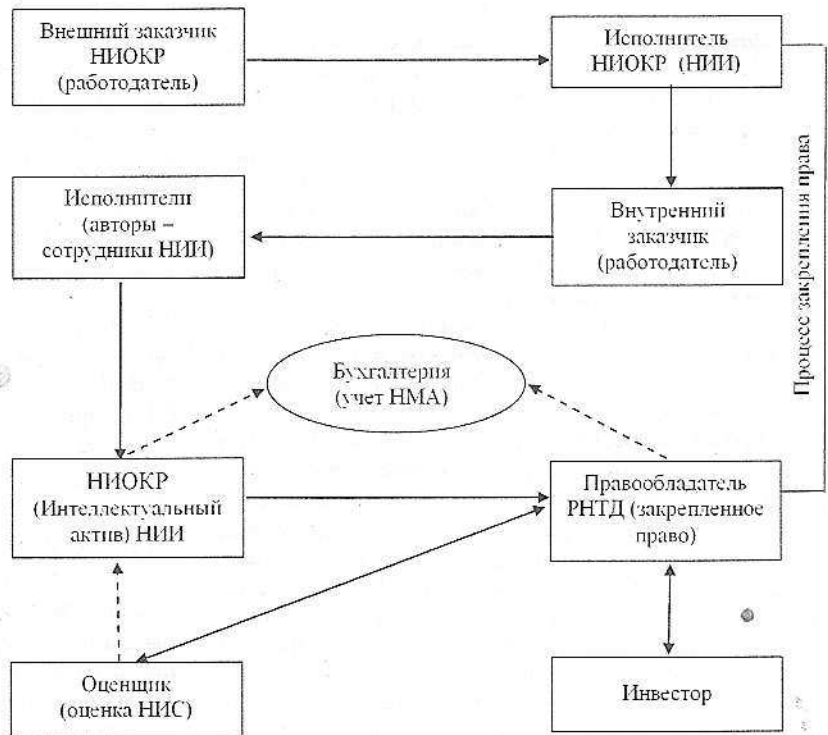 Внешний заказчик
НИОКР
(работодатель)
Исполнитель
НИОКР (НИИ)
Процесс закрепления права
Исполнители
(авторы –
сотрудники НИИ)
Внутренний
заказчик
(работодатель)
Бухгалтерия
(учет НМА)
НИОКР
(Интеллектуальный
актив) НИИ
Правообладатель
РНТД (закрепленное
право)
Оценщик
(оценка НИС)
Инвестор